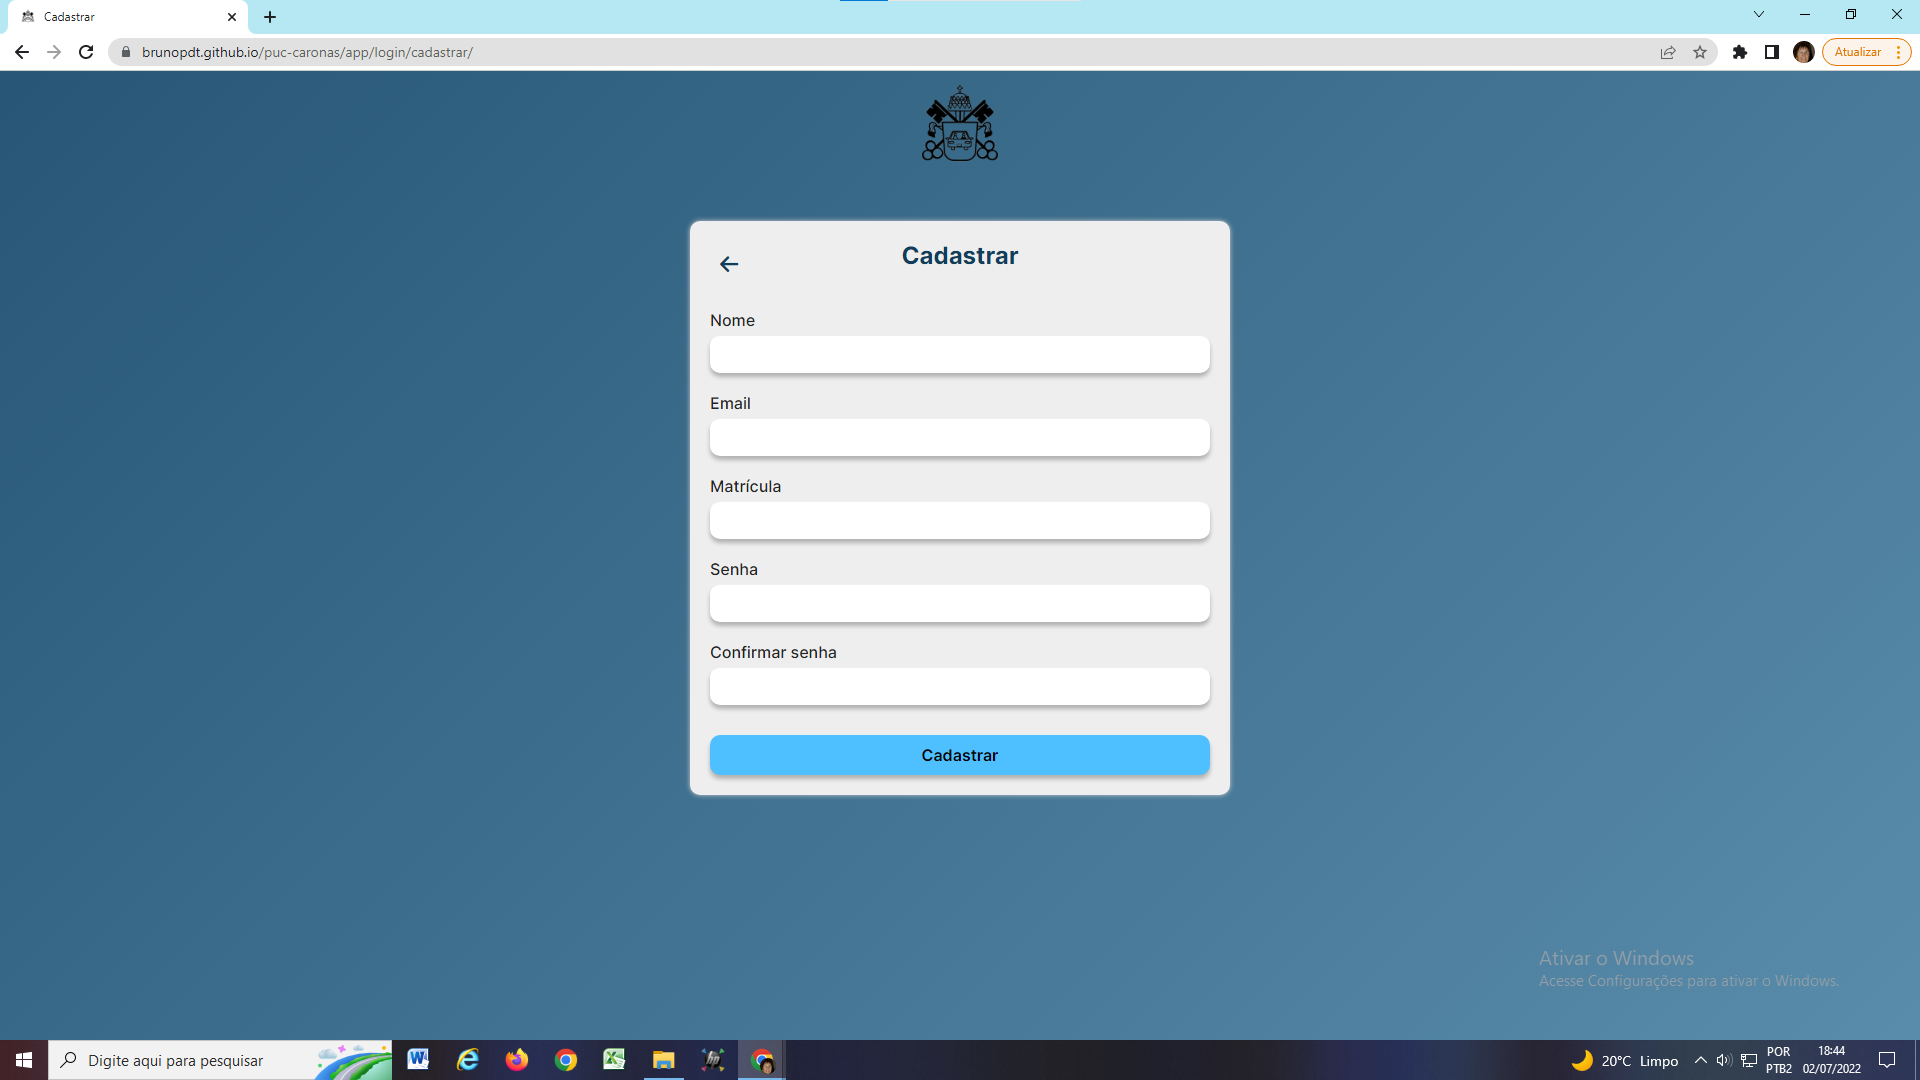 Cadastrar
brunopdt.github.io/puc-caronas/app/login/cadastrar/
Atualizar
Cadastrar
Nome
Email
Matrícula
Senha
Confirmar senha
Cadastrar
Ativar o Windows
Acesse Configurações para ativar o Windows.
Digite aqui para pesquisar
20°C Limpo
POR
PTB2
18:44
02/07/2022